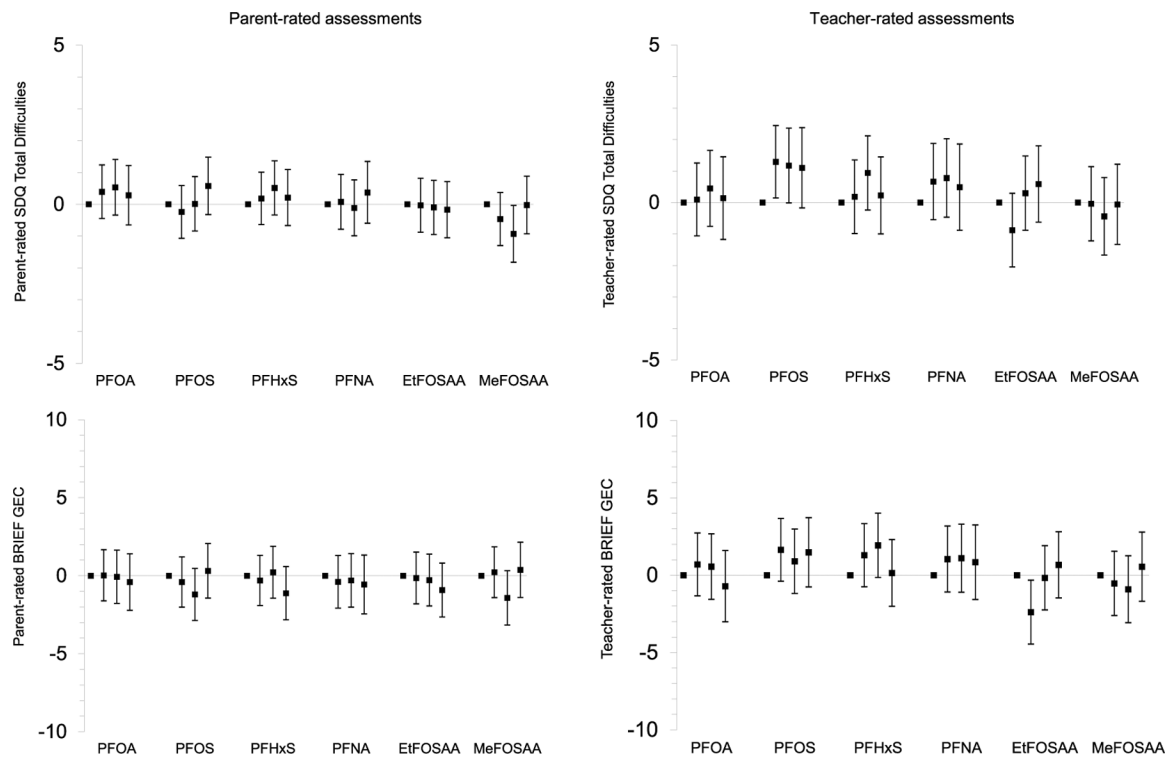 Parent-rated assessments
Teacher-rated assessments
Parent-rated SDQ Total Difficulties
5
0
-5
PFOA PFOS PFHxS PFNA EtFOSAA MeFOSAA
Teacher-rated SDQ Total Difficulties
5
0
-5
PFOA PFOS PFHxS PFNA EtFOSAA MeFOSAA
Parent-rated BRIEF GEC
10
5
0
-5
-10
PFOA PFOS PFHxS PFNA EtFOSAA MeFOSAA
Teacher-rated BRIEF GEC
10
5
0
-5
-10
PFOA PFOS PFHxS PFNA EtFOSAA MeFOSAA